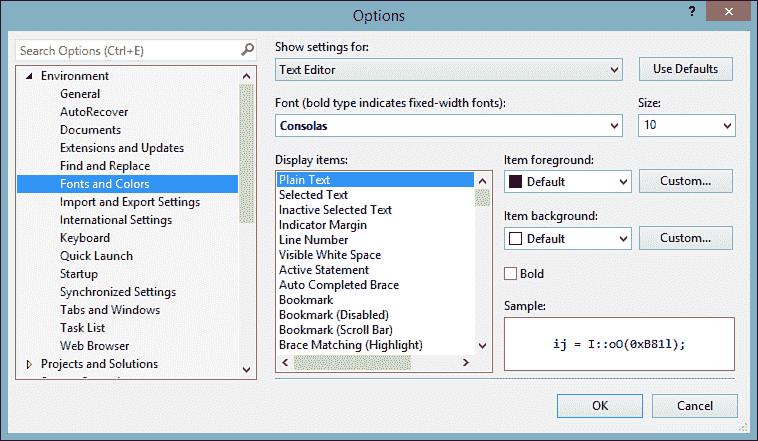 Options
?
Search Options (Ctrl+E)
Environment
General
AutoRecover
Documents
Extensions and Updates
Find and Replace
Fonts and Colors
Import and Export Settings
International Settings
Keyboard
Quick Launch
Startup
Synchronized Settings
Tabs and Windows
Task List
Web Browser
Projects and Solutions
Show settings for:
Text Editor
Use Defaults
Font (bold type indicates fixed-width fonts):
Size:
Consolas
10
Display items:
Plain Text
Selected Text
Inactive Selected Text
Indicator Margin
Line Number
Visible White Space
Active Statement
Auto Completed Brace
Bookmark
Bookmark (Disabled)
Bookmark (Scroll Bar)
Brace Matching (Highlight)
Item foreground:
Default
Custom...
Item background:
Default
Custom...
Bold
Sample:
ij = I::oO(0xB81l);
OK
Cancel